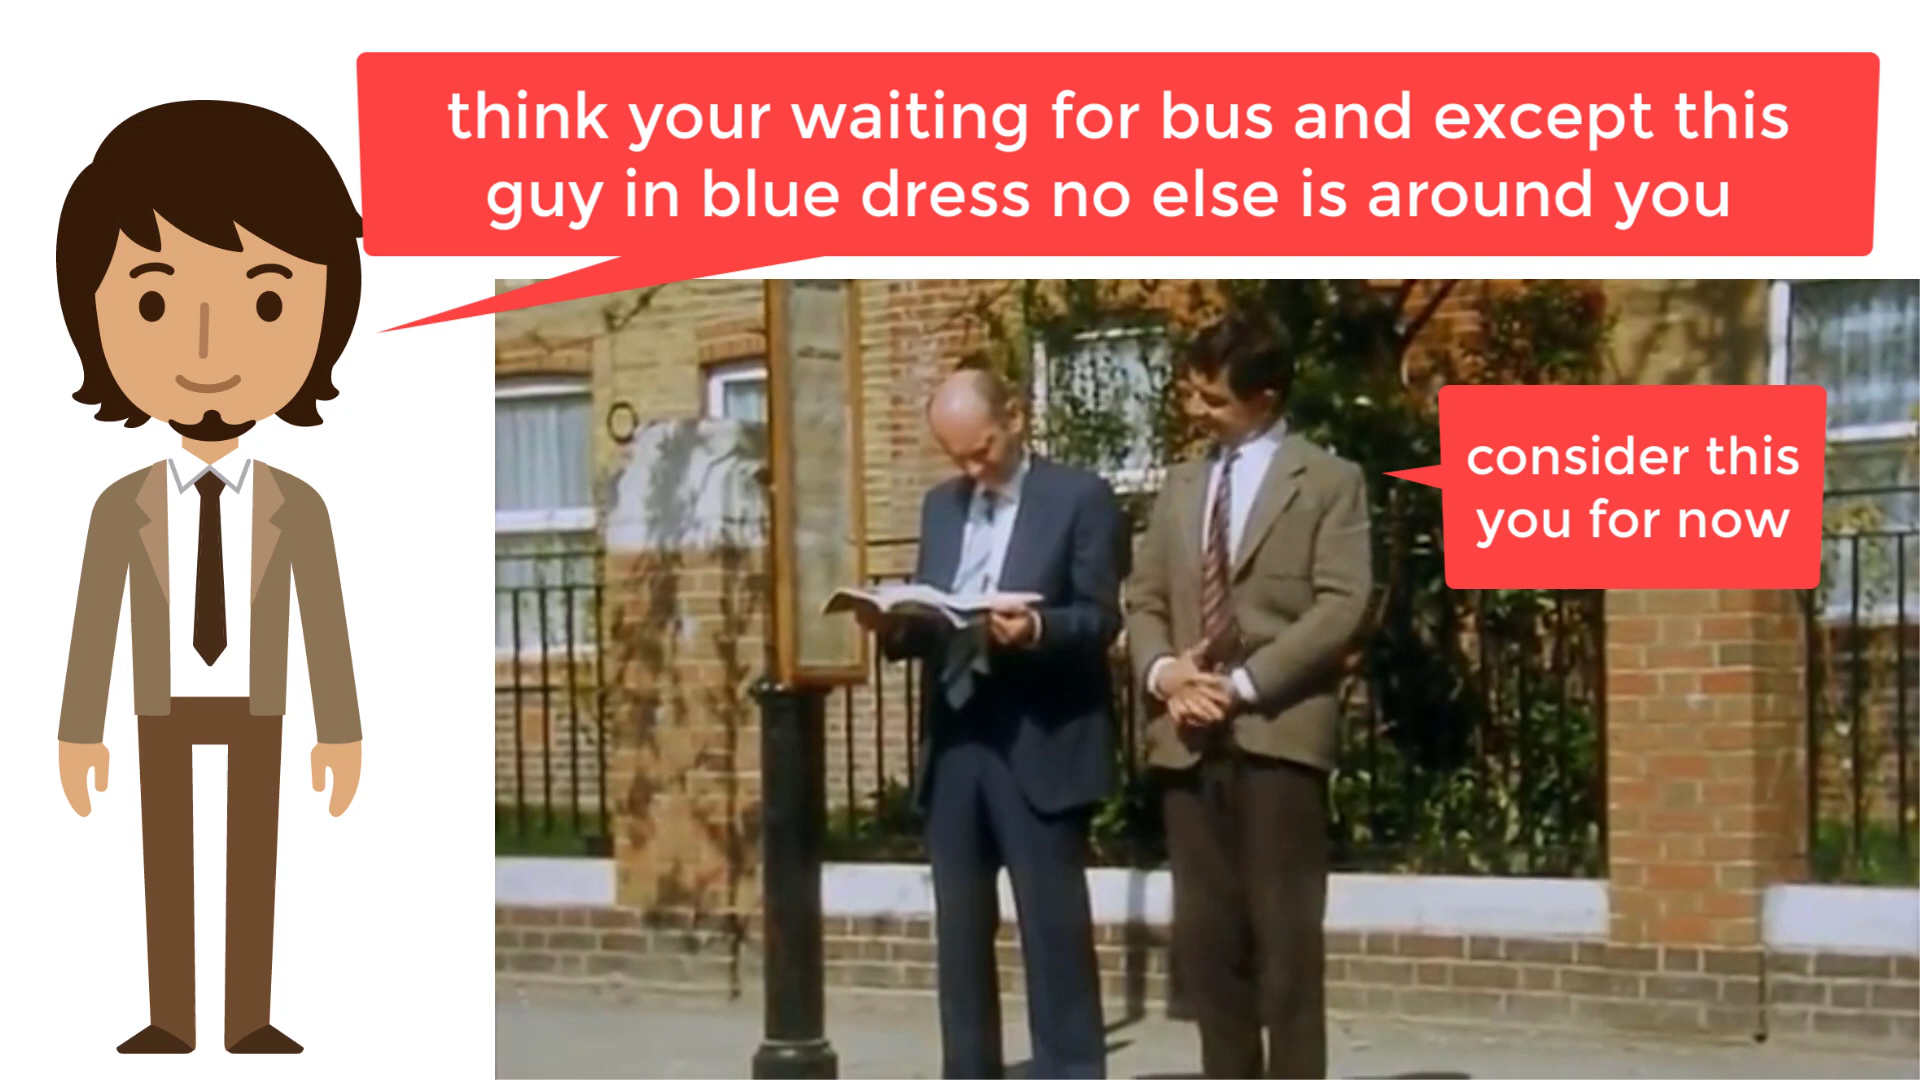 think your waiting for bus and except this
guy in blue dress no else is around you
consider this
you for now